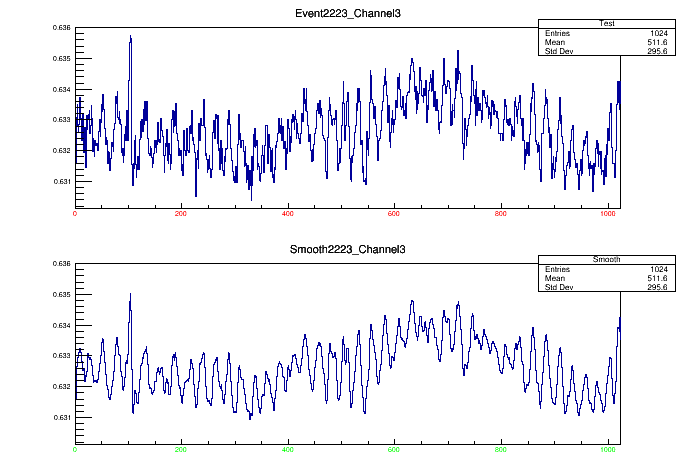 Event2223_Channel3
Test
Entries 1024
Mean 511.6
Std Dev 295.6
0.636
0.635
0.634
0.633
0.632
0.631
0 200 400 600 800 1000
Smooth2223_Channel3
Smooth
Entries 1024
Mean 511.6
Std Dev 295.6
0.636
0.635
0.634
0.633
0.632
0.631
0 200 400 600 800 1000